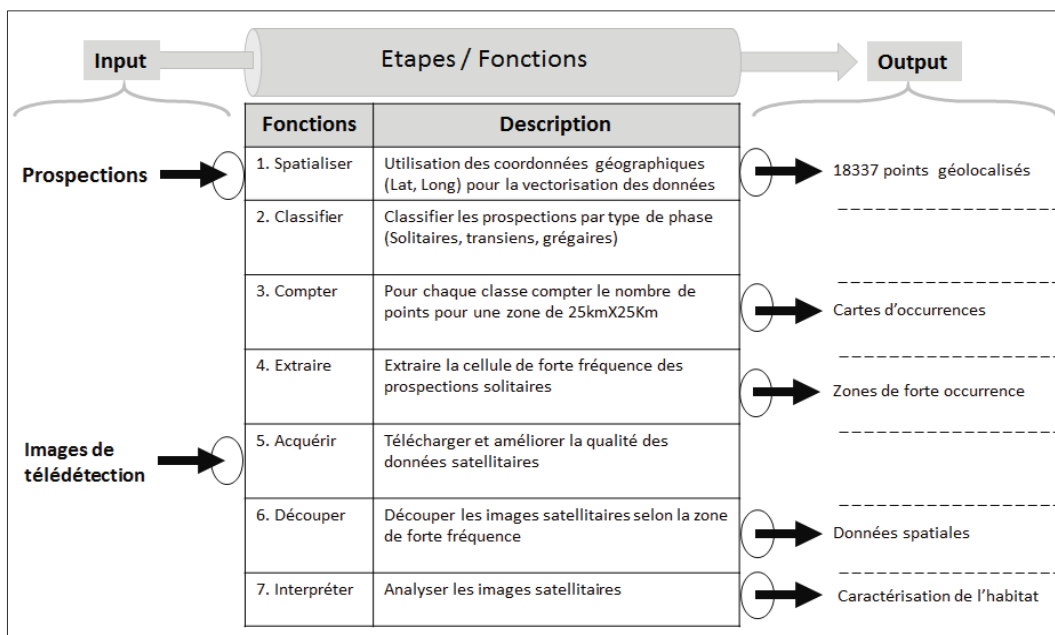 Input
Etapes / Fonctions
Output
Fonctions
Description
Prospections
1. Spatialiser
Utilisation des coordonnées géographiques
(Lat, Long) pour la vectorisation des données
18337 points géolocalisés
2. Classifier
Classifier les prospections par type de phase
(Solitaires, transiens, grégaires)
3. Compter
Pour chaque classe compter le nombre de
points pour une zone de 25kmX25Km
Cartes d'occurrences
4. Extraire
Extraire la cellule de forte fréquence des
prospections solitaires
Zones de forte occurrence
Images de
télédétection
5. Acquérir
Télécharger et améliorer la qualité des
données satellitaires
6. Découper
Découper les images satellitaires selon la zone
de forte fréquence
Données spatiales
7. Interpréter
Analyser les images satellitaires
Caractérisation de l'habitat